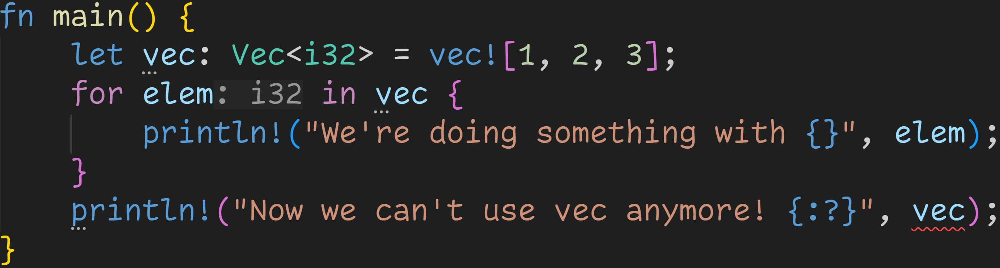 fn main() {
    let vec: Vec<i32> = vec![1, 2, 3];
    for elem: i32 in vec {
        println!("We're doing something with {}", elem);
    }
    println!("Now we can't use vec anymore! {:?}", vec);
}